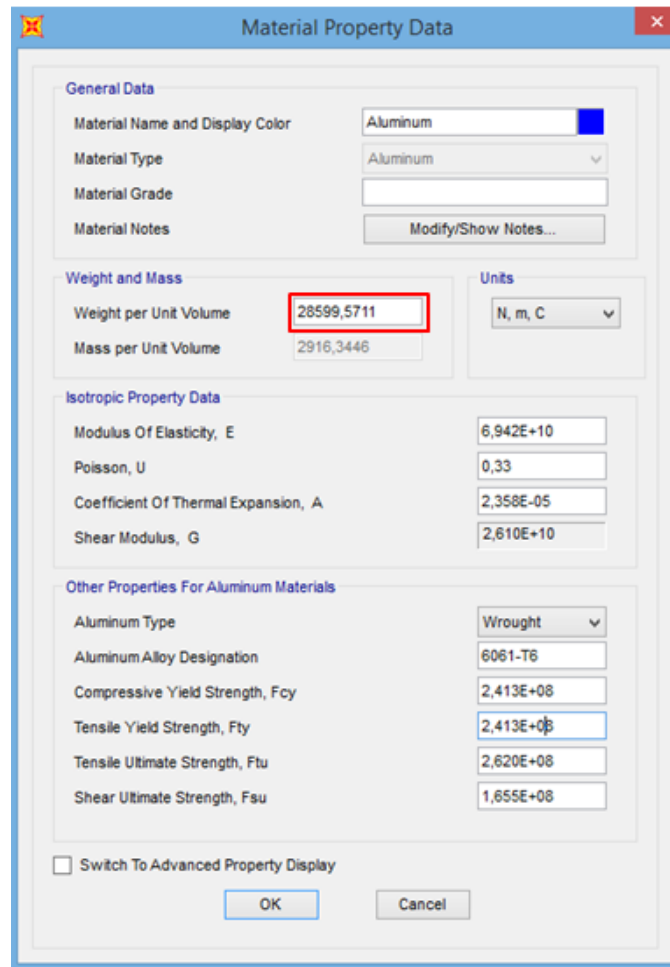 Material Property Data
×
General Data
Material Name and Display Color Aluminum
Material Type Aluminum
Material Grade
Material Notes Modify/Show Notes...
Weight and Mass
Weight per Unit Volume 28599,5711
Mass per Unit Volume 2916,3446
Units
N, m, C
Isotropic Property Data
Modulus Of Elasticity, E 6,942E+10
Poisson, U 0,33
Coefficient Of Thermal Expansion, A 2,358E-05
Shear Modulus, G 2,610E+10
Other Properties For Aluminum Materials
Aluminum Type Wrought
Aluminum Alloy Designation 6061-T6
Compressive Yield Strength, Fcy 2,413E+08
Tensile Yield Strength, Fty 2,413E+08
Tensile Ultimate Strength, Ftu 2,620E+08
Shear Ultimate Strength, Fsu 1,655E+08
Switch To Advanced Property Display
OK Cancel